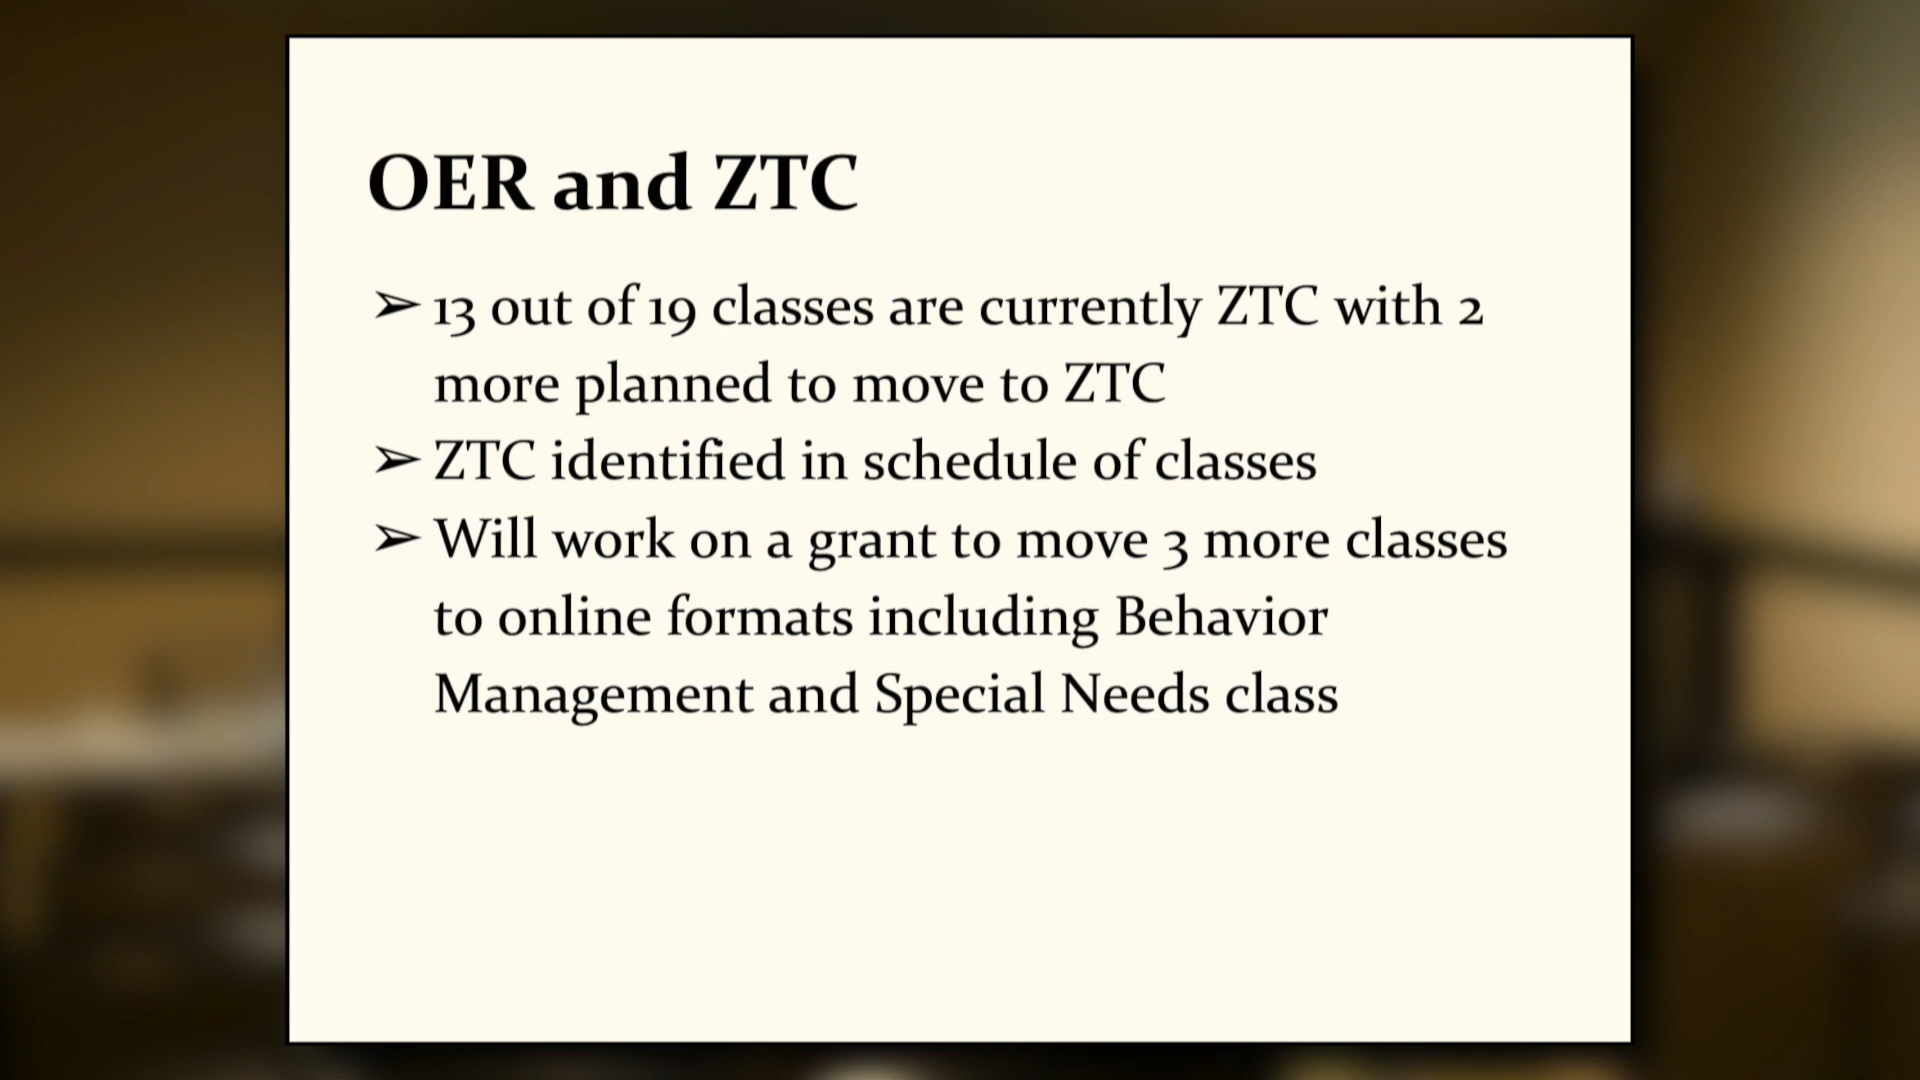 OER and ZTC
➢ 13 out of 19 classes are currently ZTC with 2
more planned to move to ZTC
➢ ZTC identified in schedule of classes
➢ Will work on a grant to move 3 more classes
to online formats including Behavior
Management and Special Needs class